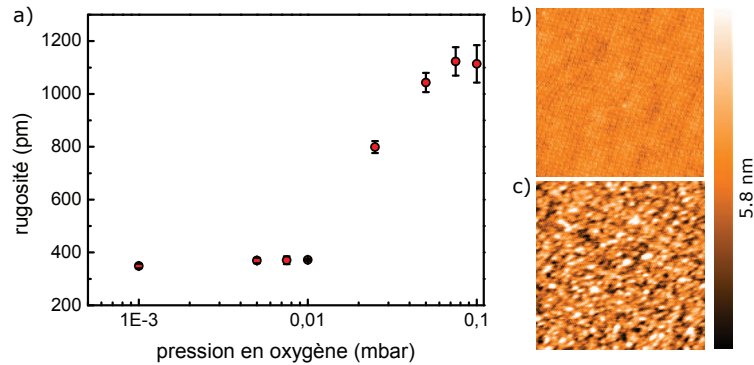 a)
1200
1000
800
600
400
200
rugosité (pm)
1E-3
0,01
0,1
pression en oxygène (mbar)
b)
c)
5.8 nm